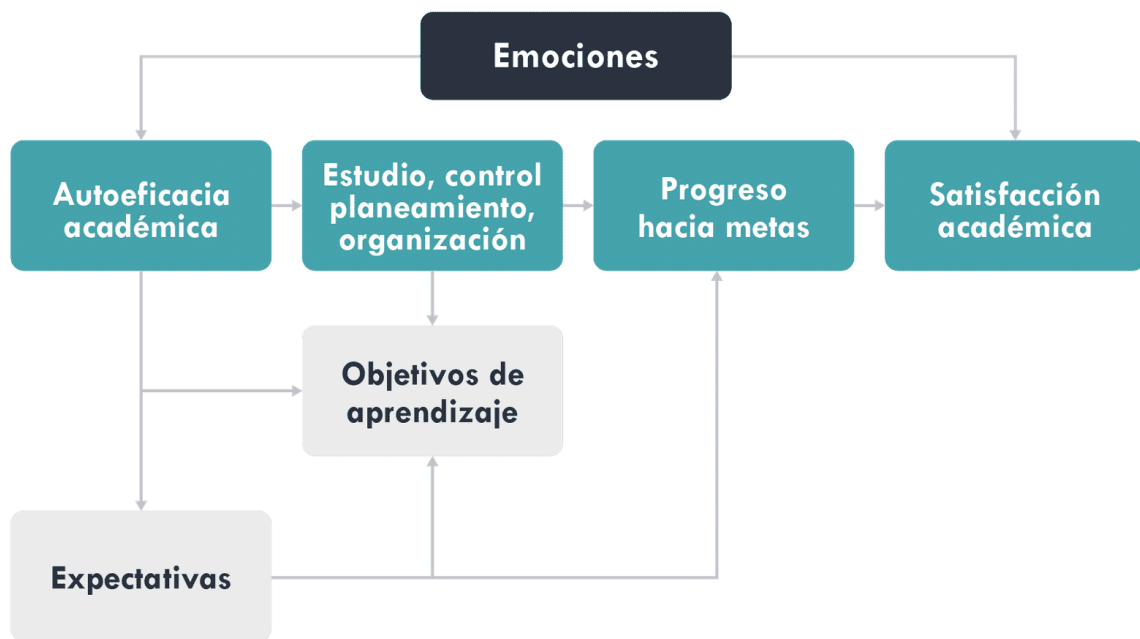 Emociones
Autoeficacia
académica
Estudio, control
planeamiento,
organización
Progreso
hacia metas
Satisfacción
académica
Objetivos de
aprendizaje
Expectativas